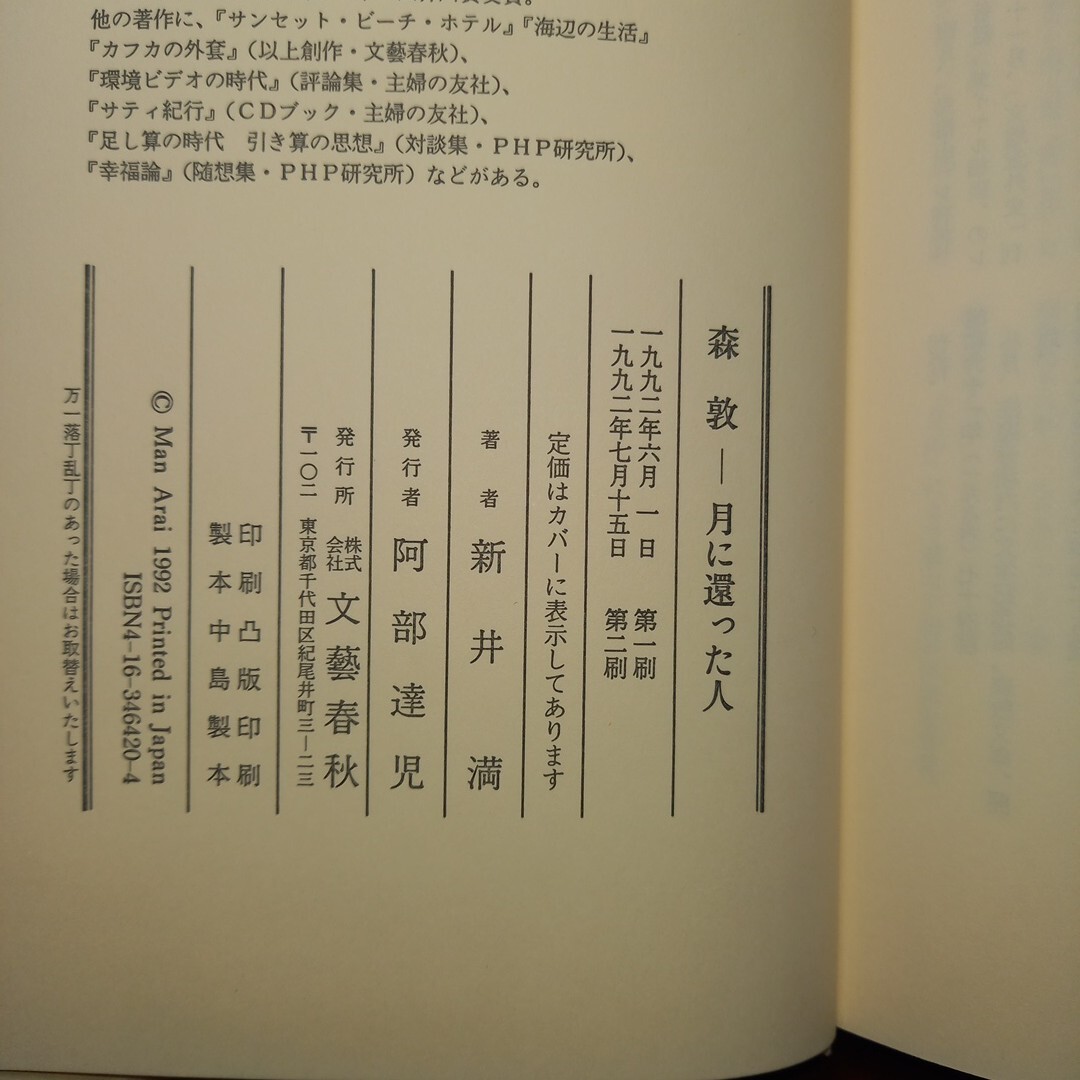 他の著作に、『サンセット・ビーチ・ホテル』『海辺の生活』
『カフカの外套』(以上創作・文藝春秋)、
『環境ビデオの時代』(評論集・主婦の友社)、
『サティ紀行』(CDブック・主婦の友社)、
『足し算の時代　引き算の思想』(対談集・PHP研究所)、
『幸福論』(随想集・PHP研究所)などがある。
森　敦―月に還った人
一九九二年六月　一日　第一刷
一九九二年七月十五日　第二刷
定価はカバーに表示してあります
著者　新井　満
発行者　阿部達児
発行所　株式会社　文藝春秋
〒一〇二　東京都千代田区紀尾井町三―二三
印刷　凸版印刷
製本　中島製本
© Man Arai 1992 Printed in Japan
ISBN4-16-346420-4
万一落丁乱丁のあった場合はお取替えいたします